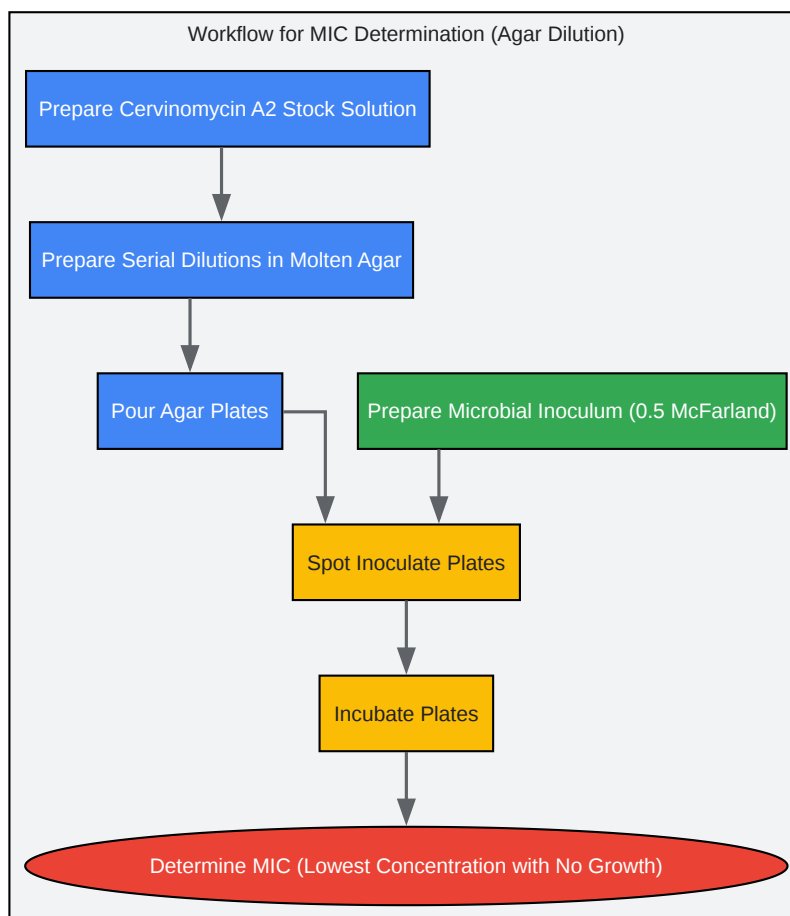 Workflow for MIC Determination (Agar Dilution)
Prepare Cervinomycin A2 Stock Solution
Prepare Serial Dilutions in Molten Agar
Pour Agar Plates
Prepare Microbial Inoculum (0.5 McFarland)
Spot Inoculate Plates
Incubate Plates
Determine MIC (Lowest Concentration with No Growth)